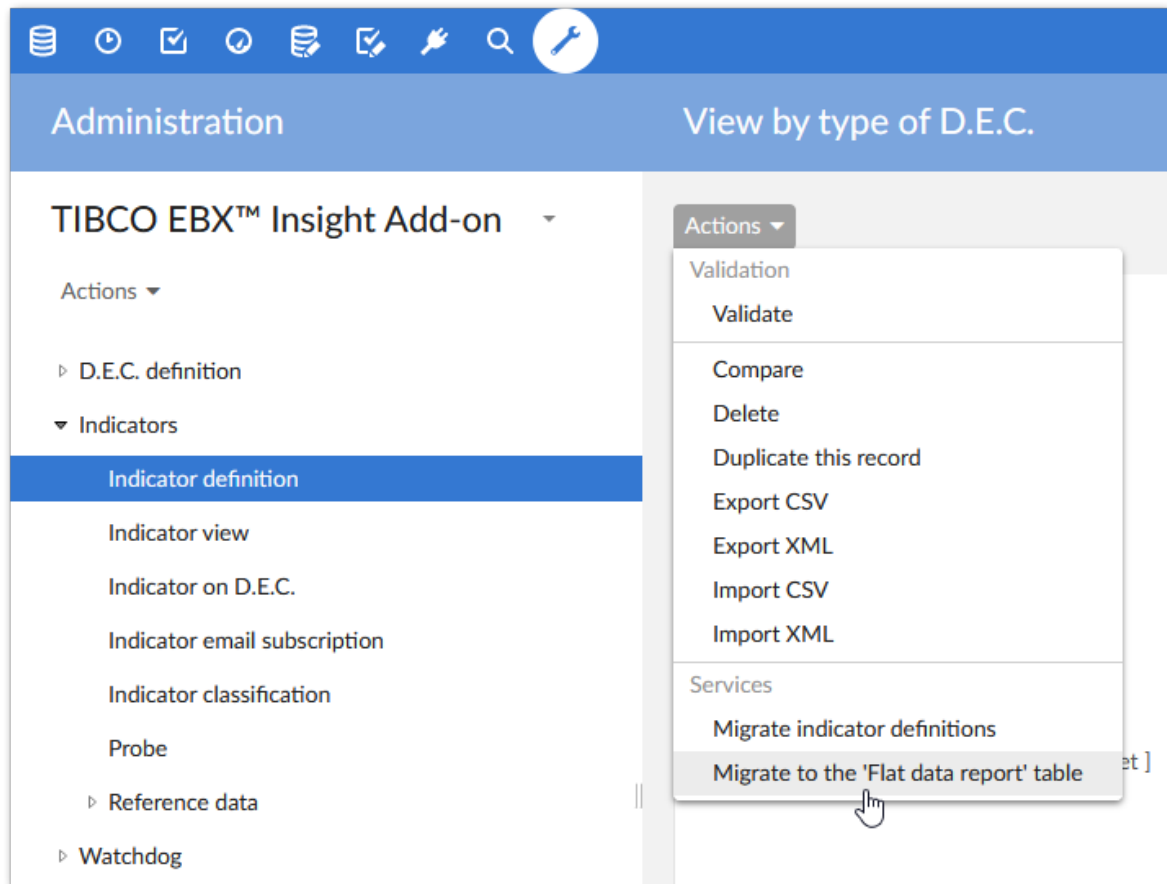 Administration
View by type of D.E.C.
TIBCO EBX™ Insight Add-on
Actions
D.E.C. definition
Indicators
Indicator definition
Indicator view
Indicator on D.E.C.
Indicator email subscription
Indicator classification
Probe
Reference data
Watchdog
Actions
Validation
Validate
Compare
Delete
Duplicate this record
Export CSV
Export XML
Import CSV
Import XML
Services
Migrate indicator definitions
Migrate to the 'Flat data report' table
et ]